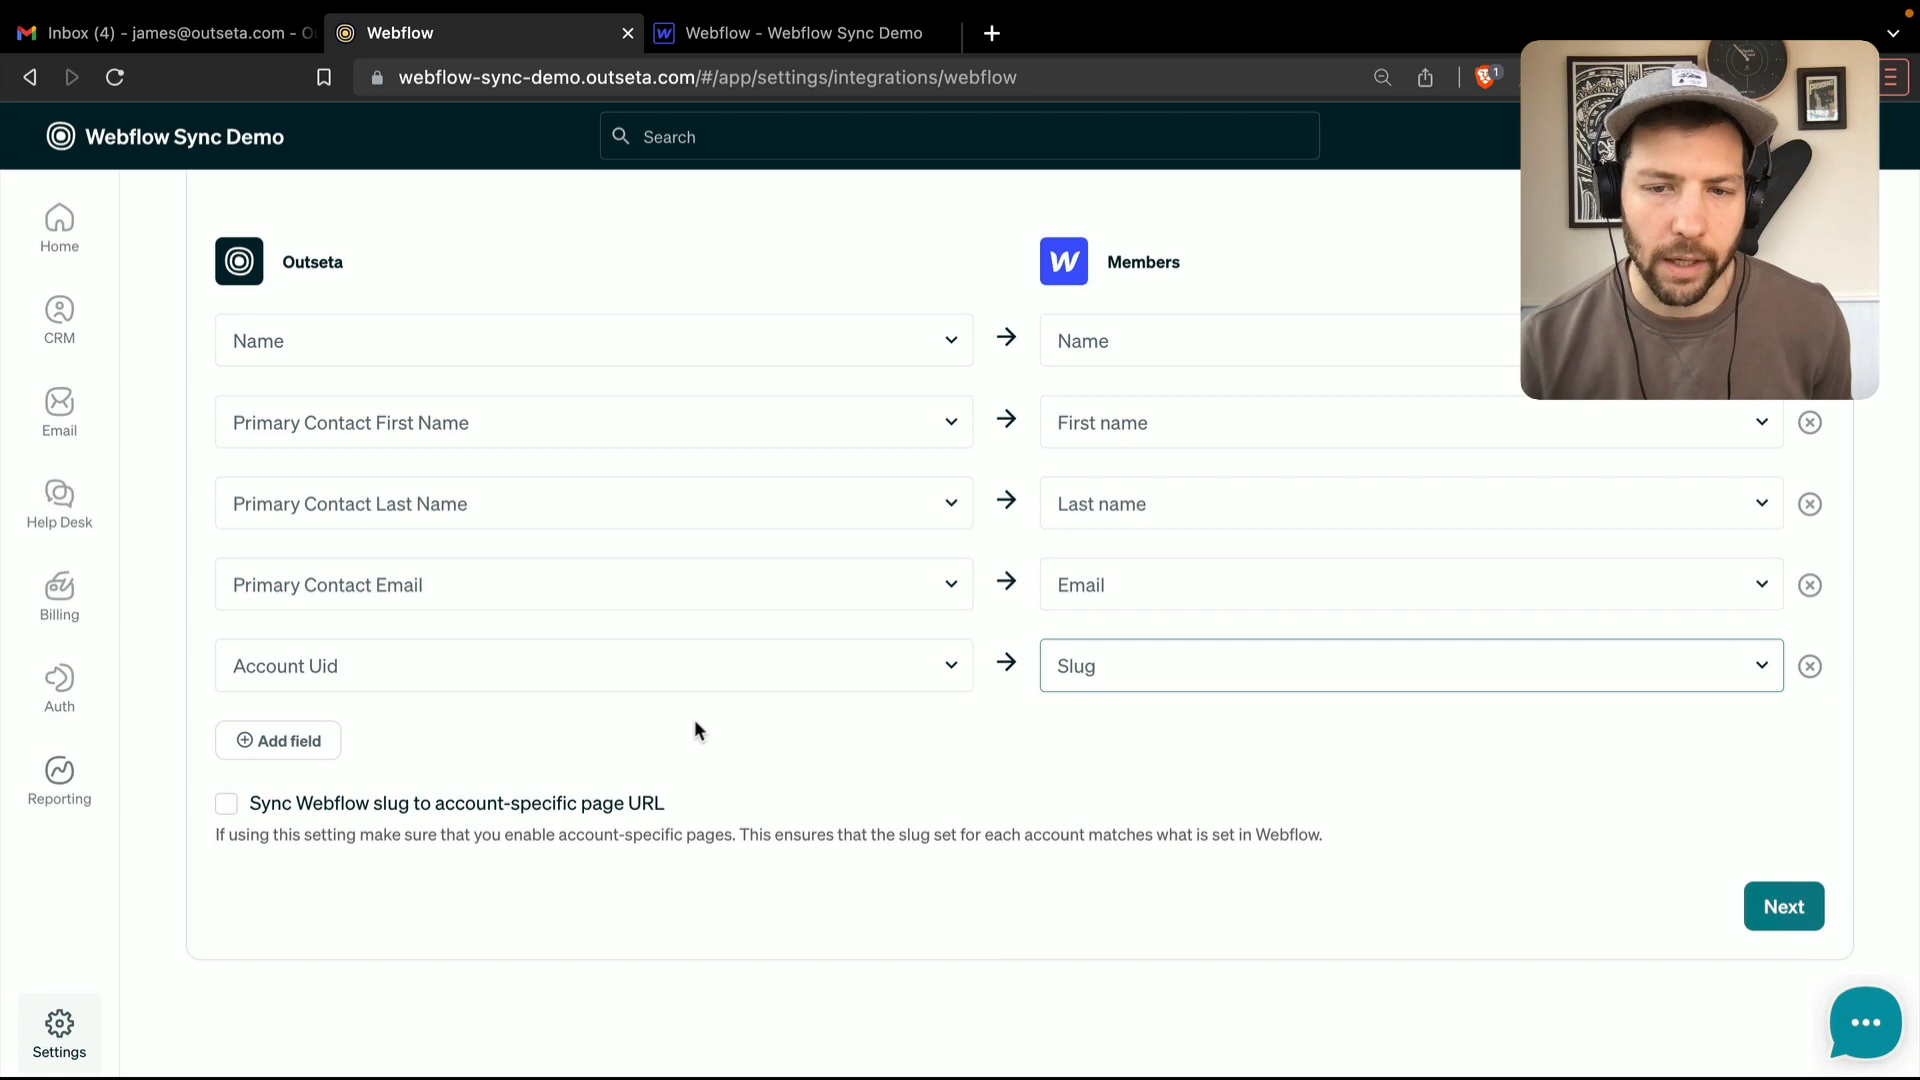 Inbox (4) - james@outseta.com - Ou
Webflow
Webflow - Webflow Sync Demo
webflow-sync-demo.outseta.com/#/app/settings/integrations/webflow
1
Webflow Sync Demo
Search
Home
CRM
Email
Help Desk
Billing
Auth
Reporting
Settings
Outseta
Members
Name
Name
Primary Contact First Name
First name
Primary Contact Last Name
Last name
Primary Contact Email
Email
Account Uid
Slug
Add field
Sync Webflow slug to account-specific page URL
If using this setting make sure that you enable account-specific pages. This ensures that the slug set for each account matches what is set in Webflow.
Next